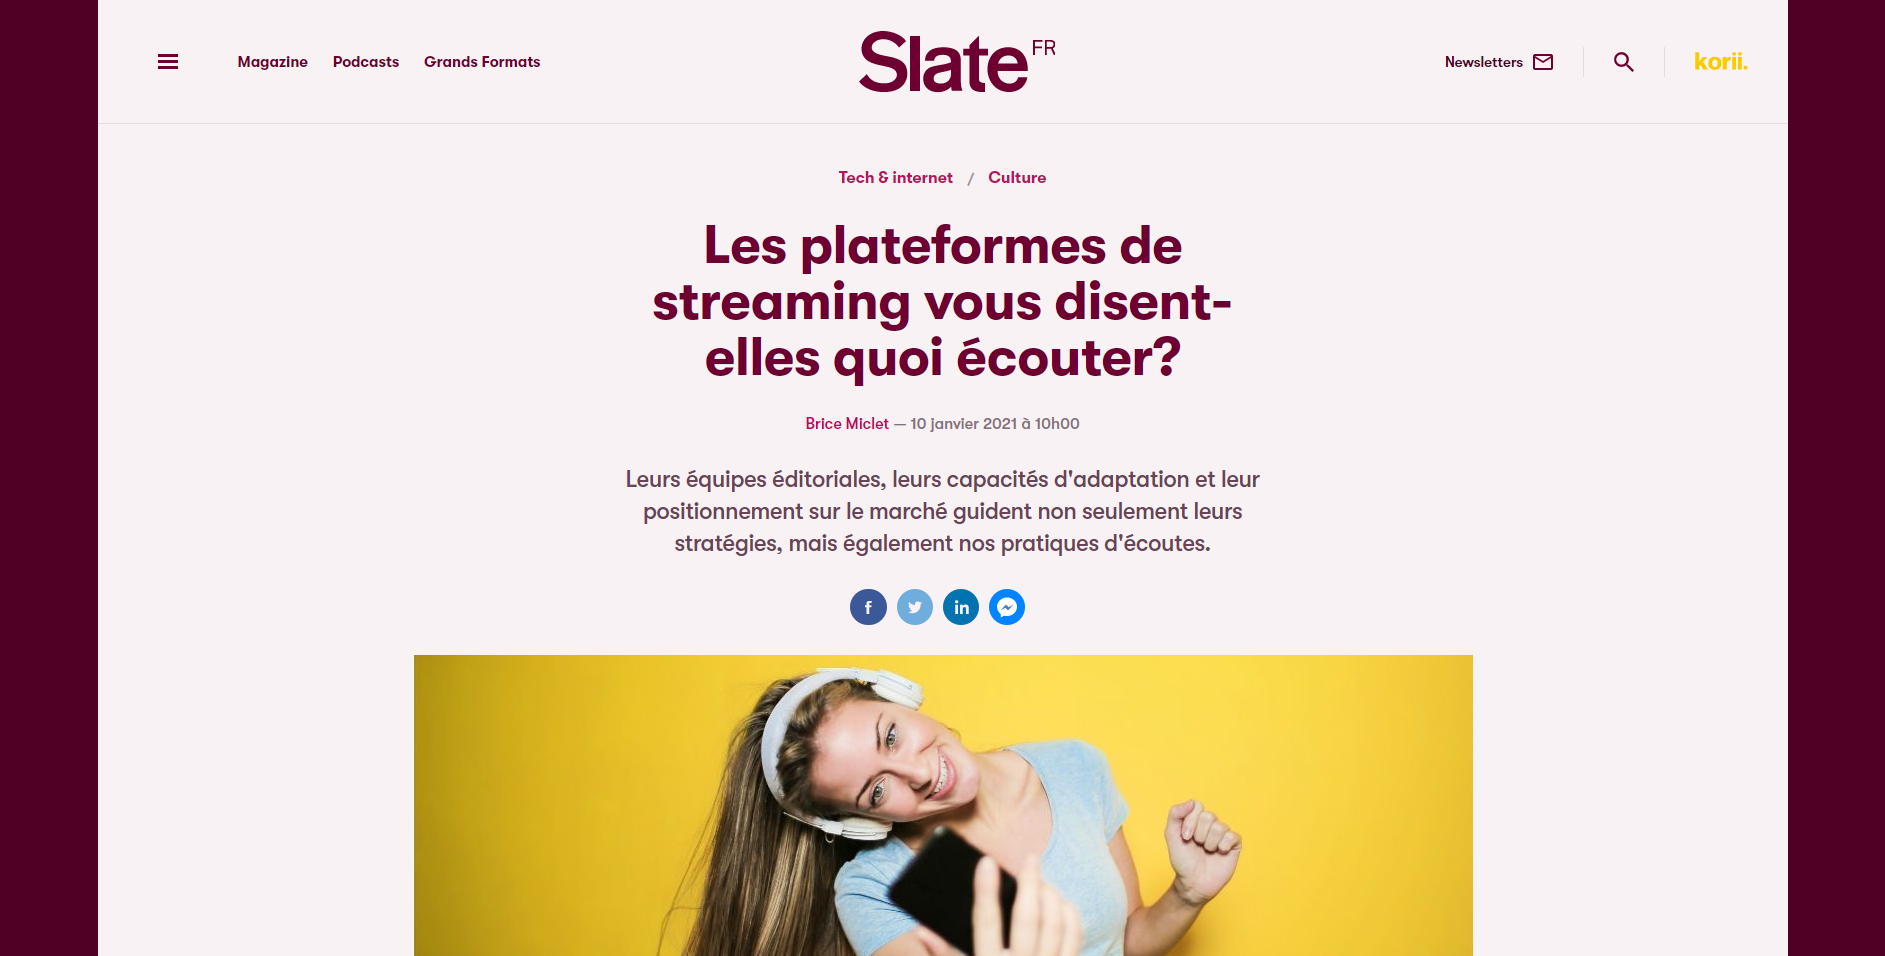 Magazine Podcasts Grands Formats
Slate FR
Newsletters
korii.
Tech & internet / Culture
Les plateformes de
streaming vous disent-
elles quoi écouter?
Brice Miclet — 10 janvier 2021 à 10h00
Leurs équipes éditoriales, leurs capacités d'adaptation et leur
positionnement sur le marché guident non seulement leurs
stratégies, mais également nos pratiques d'écoutes.
f
in